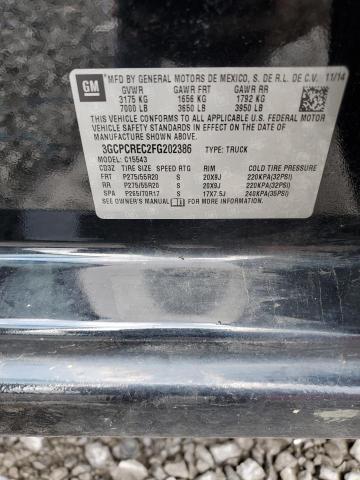 GM MFD BY GENERAL MOTORS DE MEXICO, S. DE R.L. DE C.V. 11/14
GVWR GAWR FRT GAWR RR
3175 KG 1656 KG 1792 KG
7000 LB 3650 LB 3950 LB
THIS VEHICLE CONFORMS TO ALL APPLICABLE U.S.
FEDERAL MOTOR VEHICLE SAFETY STANDARDS IN EFFECT ON THE DATE OF
MANUFACTURE SHOWN ABOVE.
3GCPCREC2FG202386 TYPE: TRUCK
MODEL: C15543
TIRE SIZE SPEED RTG RIM COLD TIRE PRESSURE
FRT P275/55R20 S 20X9J 220KPA(32PSI)
RR P275/55R20 S 20X9J 220KPA(32PSI)
SPA P265/70R17 S 17X7.5J 240KPA(35PSI)
SEE OWNER'S MANUAL FOR ADDITIONAL INFORMATION.